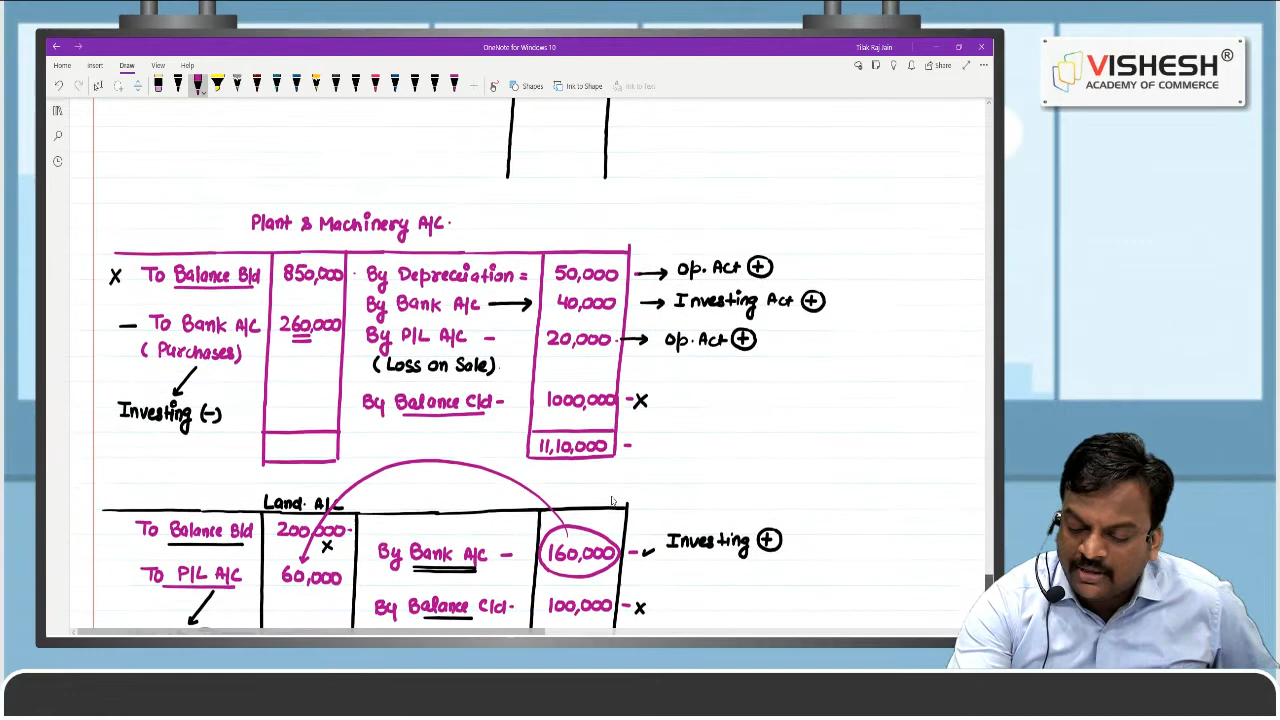 OneNote for Windows 10
Tilak Raj Jain
Home Insert Draw View Help
Share
Shapes Ink to Shape Ink to Text
VISHESH®
ACADEMY OF COMMERCE
Plant & Machinery A/C.
X To Balance B/d 850,000 By Depreciation = 50,000 → Op. Act +
By Bank A/C → 40,000 → Investing Act +
– To Bank A/C 260,000 By P/L A/C – 20,000 → Op. Act +
(Purchases) (Loss on Sale)
Investing (-) By Balance C/d - 1000,000 - X
11,10,000 -
Land. A/C
To Balance B/d 200,000
X By Bank A/C – 160,000 - ✓ Investing +
To P/L A/C 60,000
By Balance C/d- 100,000 - X